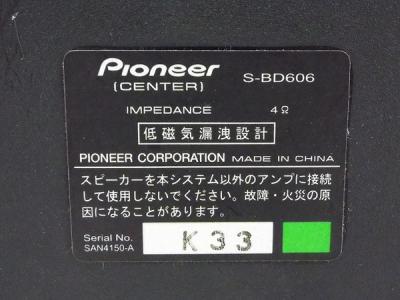 Pioneer S-BD606
(CENTER)
IMPEDANCE 4Ω
低磁気漏洩設計
PIONEER CORPORATION MADE IN CHINA
スピーカーを本システム以外のアンプに接続
して使用しないでください。故障・火災の原
因になることがあります。
Serial No. K33
SAN4150-A